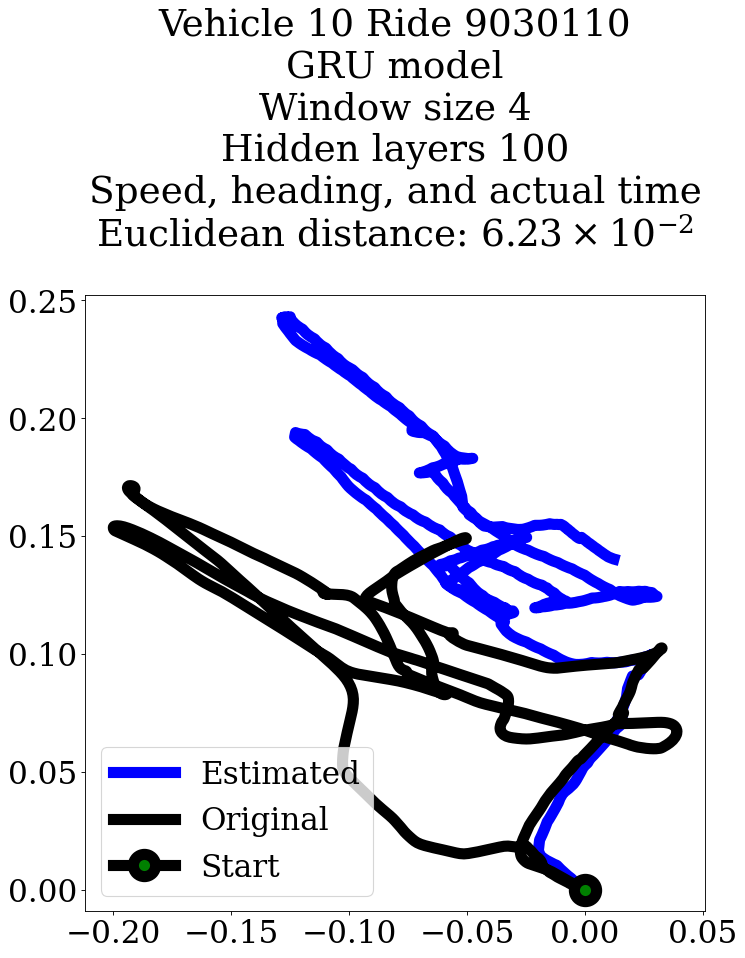 Vehicle 10 Ride 9030110
GRU model
Window size 4
Hidden layers 100
Speed, heading, and actual time
Euclidean distance: 6.23 × 10⁻²
0.25
0.20
0.15
0.10
0.05
0.00
Estimated
Original
Start
−0.20 −0.15 −0.10 −0.05 0.00 0.05